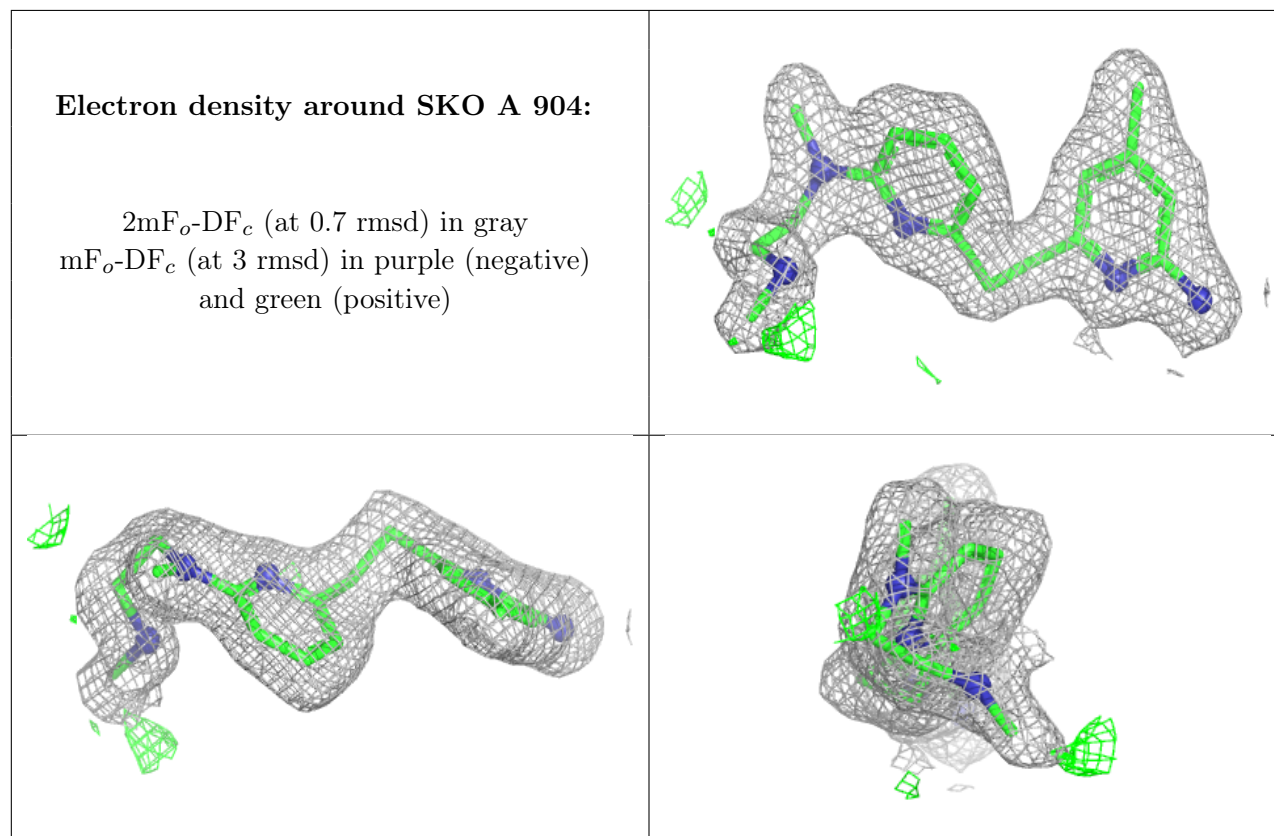 Electron density around SKO A 904:
2mFo-DFc (at 0.7 rmsd) in gray
mFo-DFc (at 3 rmsd) in purple (negative)
and green (positive)